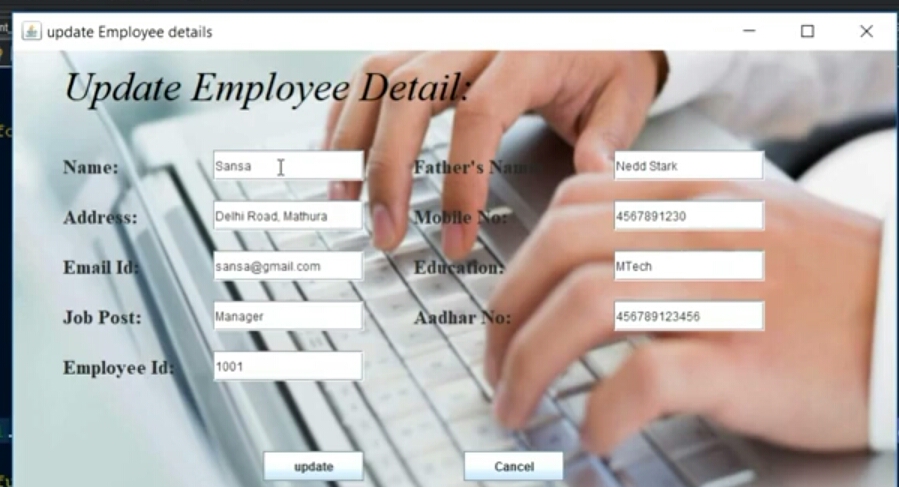 update Employee details
Update Employee Detail:
Name: Sansa Father's Name Nedd Stark
Address: Delhi Road, Mathura Mobile No: 4567891230
Email Id: sansa@gmail.com Education: MTech
Job Post: Manager Aadhar No: 456789123456
Employee Id: 1001
update Cancel